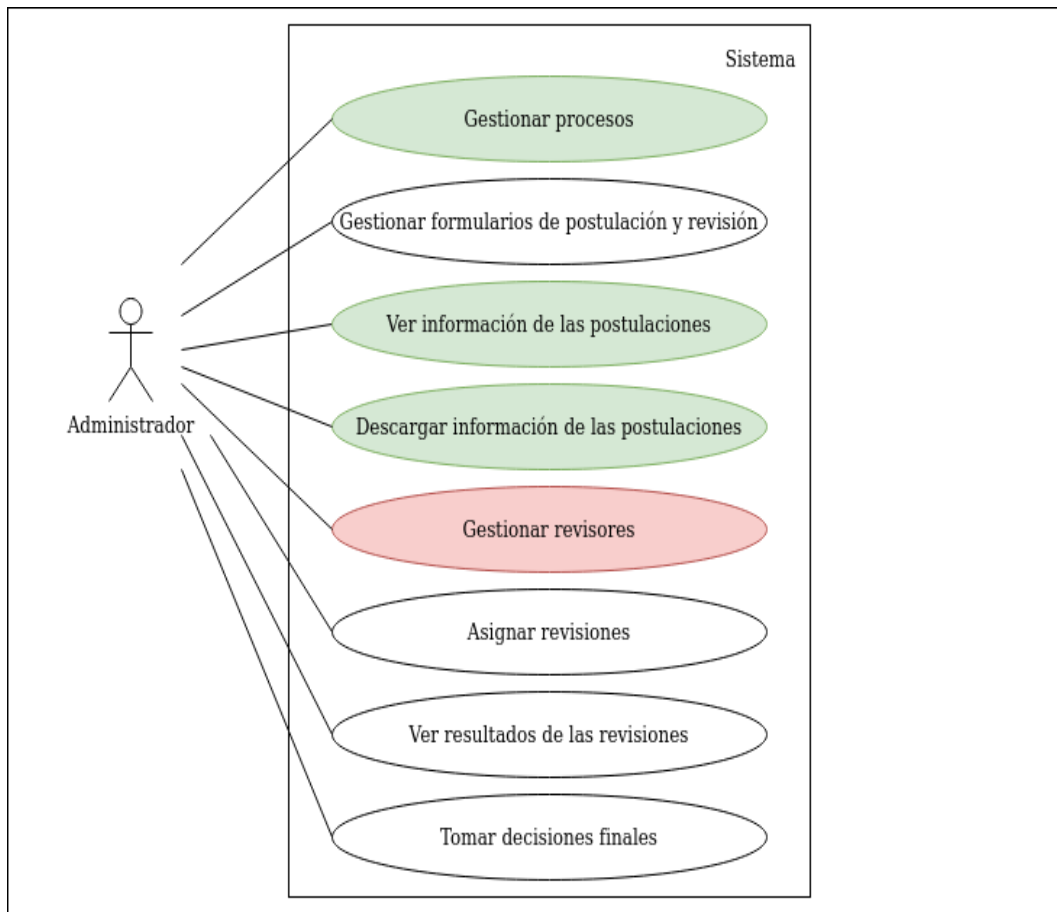 Sistema
Gestionar procesos
Gestionar formularios de postulación y revisión
Ver información de las postulaciones
Descargar información de las postulaciones
Administrador
Gestionar revisores
Asignar revisiones
Ver resultados de las revisiones
Tomar decisiones finales